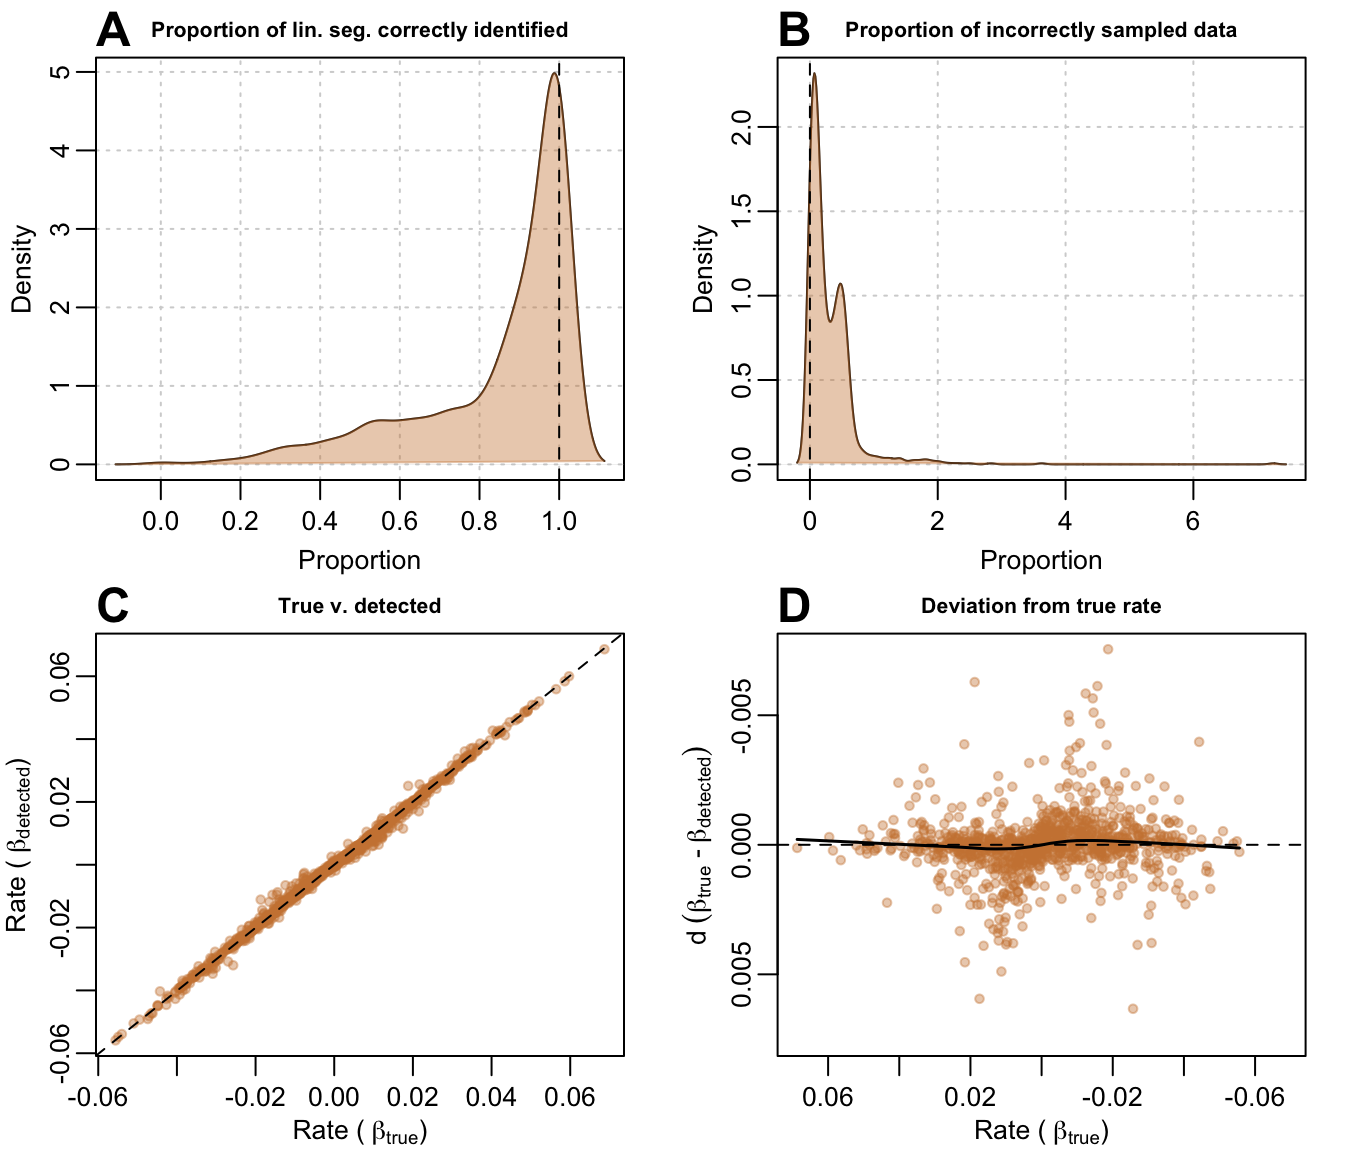 A Proportion of lin. seg. correctly identified
Density
5
4
3
2
1
0
0.0 0.2 0.4 0.6 0.8 1.0
Proportion
B Proportion of incorrectly sampled data
Density
2.0
1.5
1.0
0.5
0.0
0 2 4 6
Proportion
C True v. detected
Rate ( βdetected)
0.06
0.02
-0.02
-0.06
-0.06 -0.02 0.00 0.02 0.04 0.06
Rate ( βtrue)
D Deviation from true rate
d (βtrue - βdetected)
-0.005
0.000
0.005
0.06 0.02 -0.02 -0.06
Rate ( βtrue)